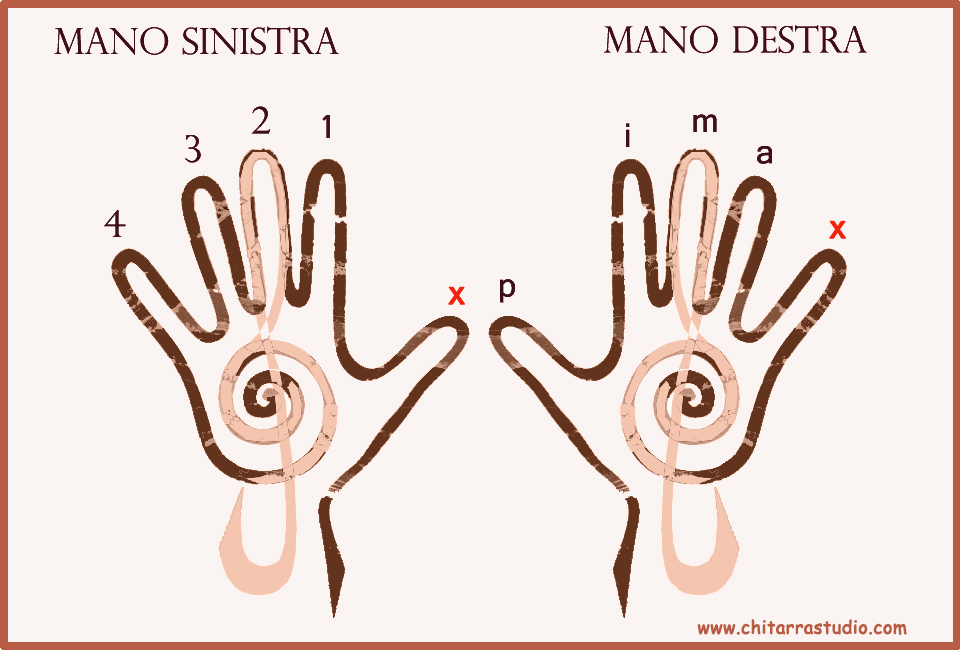 MANO SINISTRA
MANO DESTRA
4
3
2
1
x
p
i
m
a
x
www.chitarrastudio.com